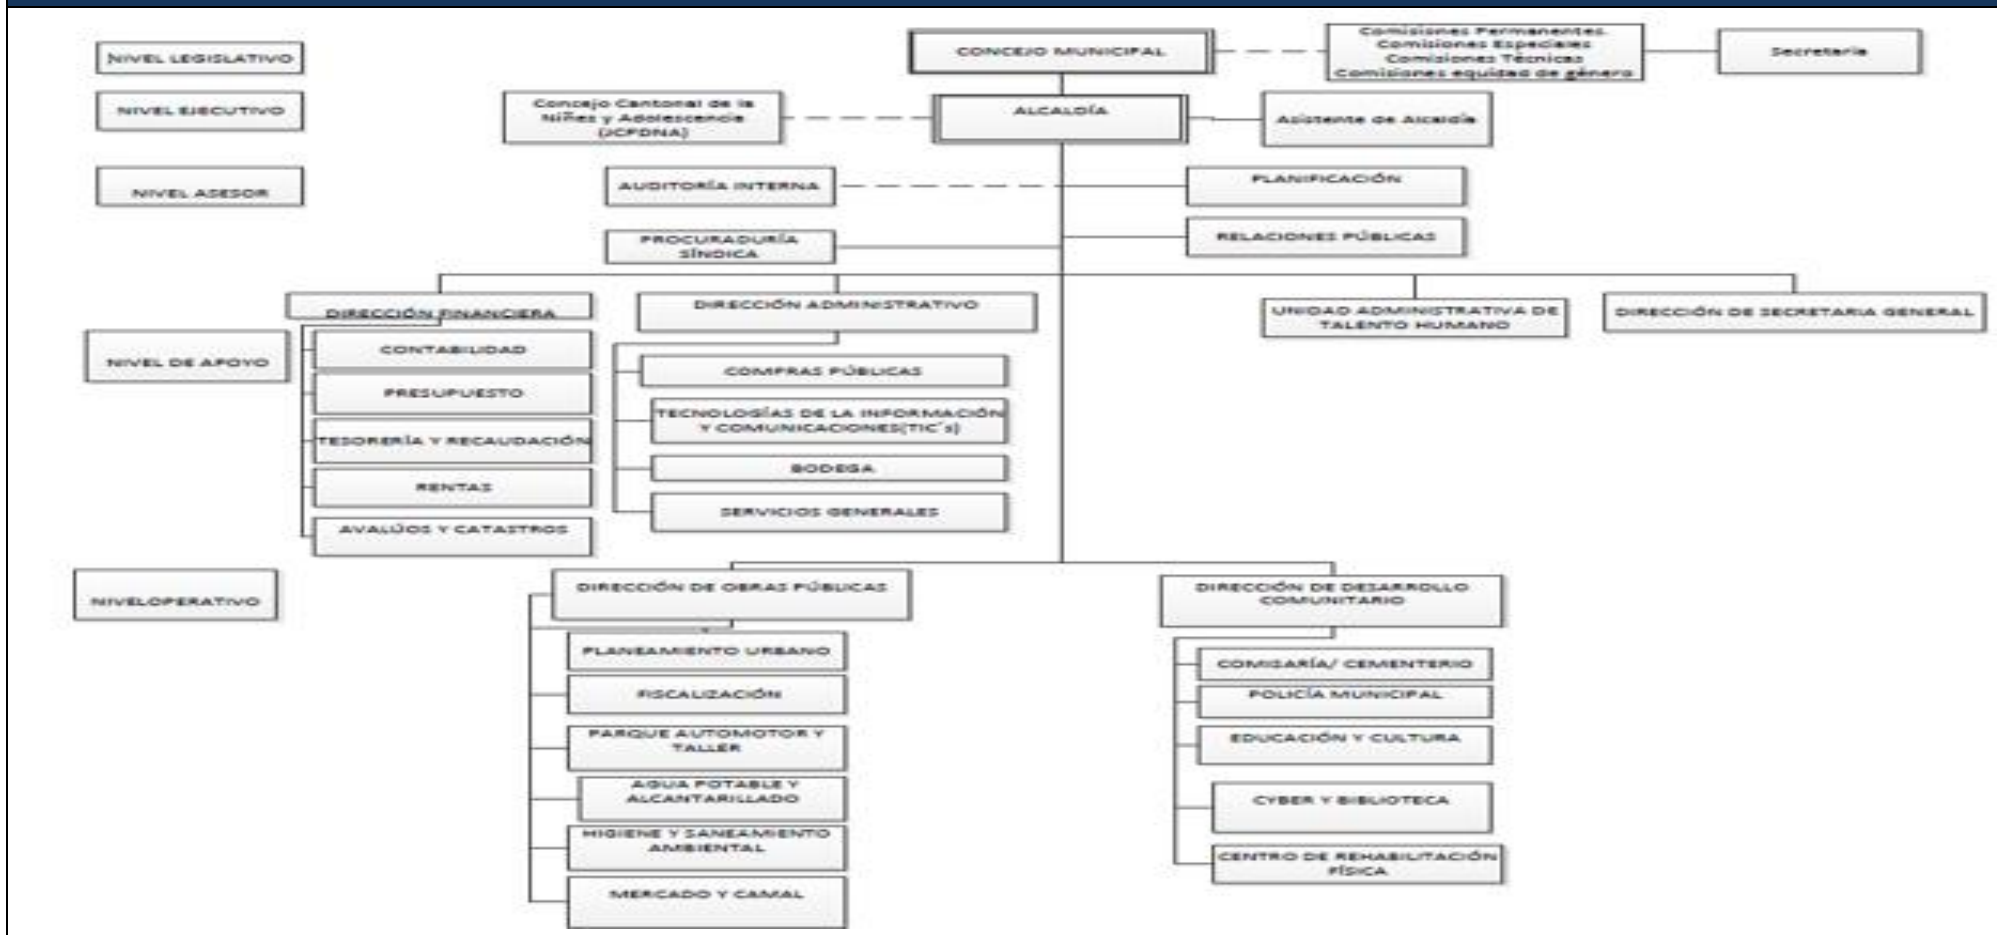 NIVEL LEGISLATIVO
CONCEJO MUNICIPAL
Comisiones Permanentes.
Comisiones Especiales
Comisiones Técnicas
Comisiones equidad de género
Secretaria
NIVEL EJECUTIVO
Concejo Cantonal de la
Niñes y Adolescencia
(JCPDNA)
ALCALDÍA
Asistente de Alcaldía
NIVEL ASESOR
AUDITORÍA INTERNA
PLANIFICACIÓN
PROCURADURÍA
SÍNDICA
RELACIONES PÚBLICAS
DIRECCIÓN FINANCIERA
DIRECCIÓN ADMINISTRATIVO
UNIDAD ADMINISTRATIVA DE
TALENTO HUMANO
DIRECCIÓN DE SECRETARIA GENERAL
NIVEL DE APOYO
CONTABILIDAD
PRESUPUESTO
TESORERÍA Y RECAUDACIÓN
RENTAS
AVALÚOS Y CATASTROS
COMPRAS PÚBLICAS
TECNOLOGÍAS DE LA INFORMACIÓN
Y COMUNICACIONES(TIC´s)
BODEGA
SERVICIOS GENERALES
NIVELOPERATIVO
DIRECCIÓN DE OBRAS PÚBLICAS
PLANEAMIENTO URBANO
FISCALIZACIÓN
PARQUE AUTOMOTOR Y
TALLER
AGUA POTABLE Y
ALCANTARILLADO
HIGIENE Y SANEAMIENTO
AMBIENTAL
MERCADO Y CAMAL
DIRECCIÓN DE DESARROLLO
COMUNITARIO
COMISARÍA/ CEMENTERIO
POLICÍA MUNICIPAL
EDUCACIÓN Y CULTURA
CYBER Y BIBLIOTECA
CENTRO DE REHABILITACIÓN
FÍSICA